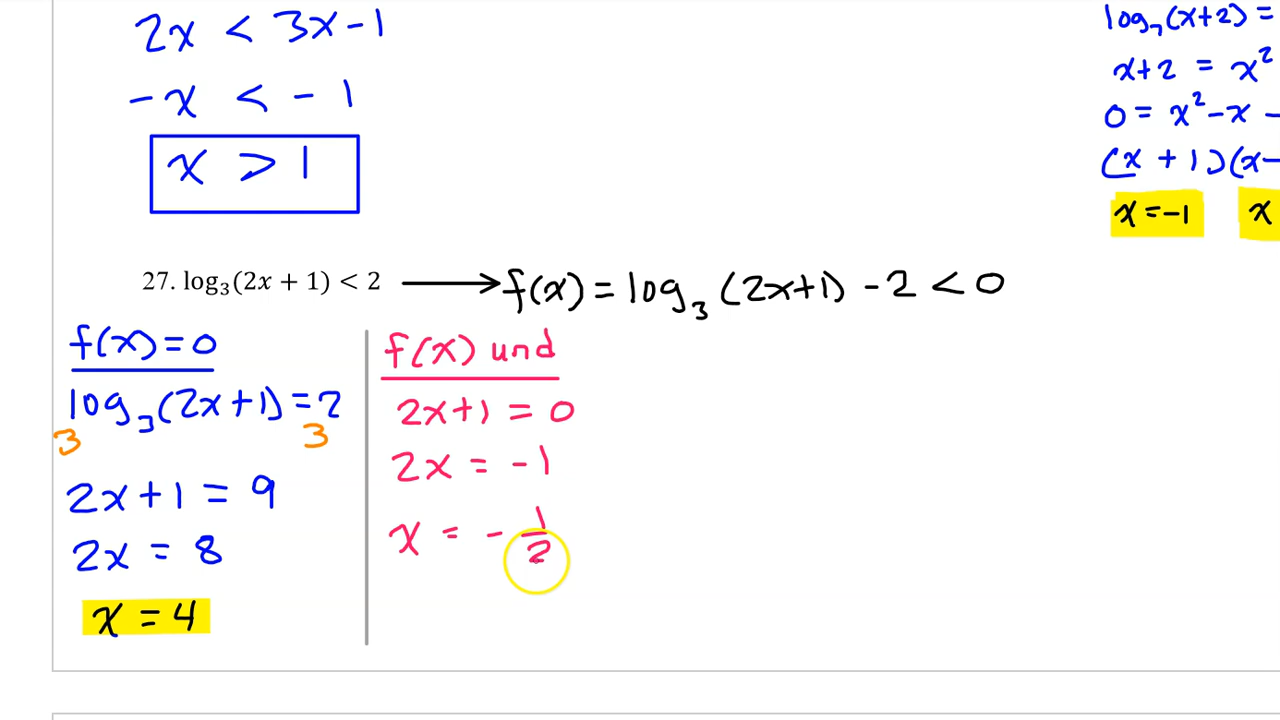 2x < 3x-1
-x < -1
x > 1
log₇(x+2) =
x+2 = x²
0 = x²-x -
(x + 1)(x-
x = -1
x
27. log₃(2x + 1) < 2 → f(x) = log₃(2x+1) - 2 < 0
f(x) = 0
log₃(2x+1) = 2
3 3
2x+1 = 9
2x = 8
x = 4
f(x) und
2x+1 = 0
2x = -1
x = - 1/2